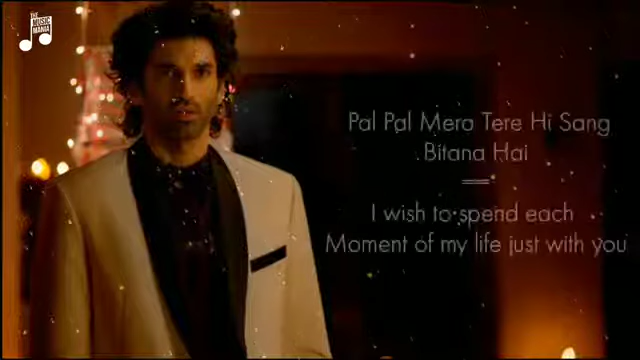 THE
MUSIC
MANIA
Pal Pal Mera Tere Hi Sang
Bitana Hai
I wish to spend each
Moment of my life just with you